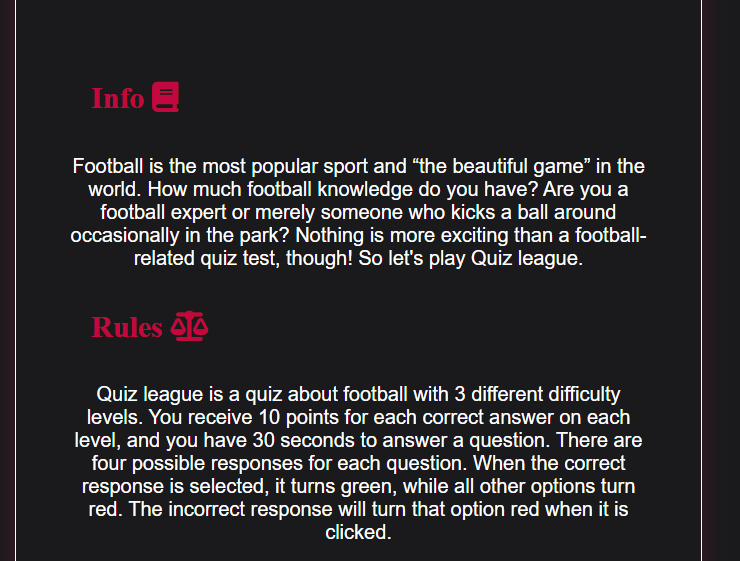 Info
Football is the most popular sport and “the beautiful game” in the
world. How much football knowledge do you have? Are you a
football expert or merely someone who kicks a ball around
occasionally in the park? Nothing is more exciting than a football-
related quiz test, though! So let's play Quiz league.
Rules
Quiz league is a quiz about football with 3 different difficulty
levels. You receive 10 points for each correct answer on each
level, and you have 30 seconds to answer a question. There are
four possible responses for each question. When the correct
response is selected, it turns green, while all other options turn
red. The incorrect response will turn that option red when it is
clicked.